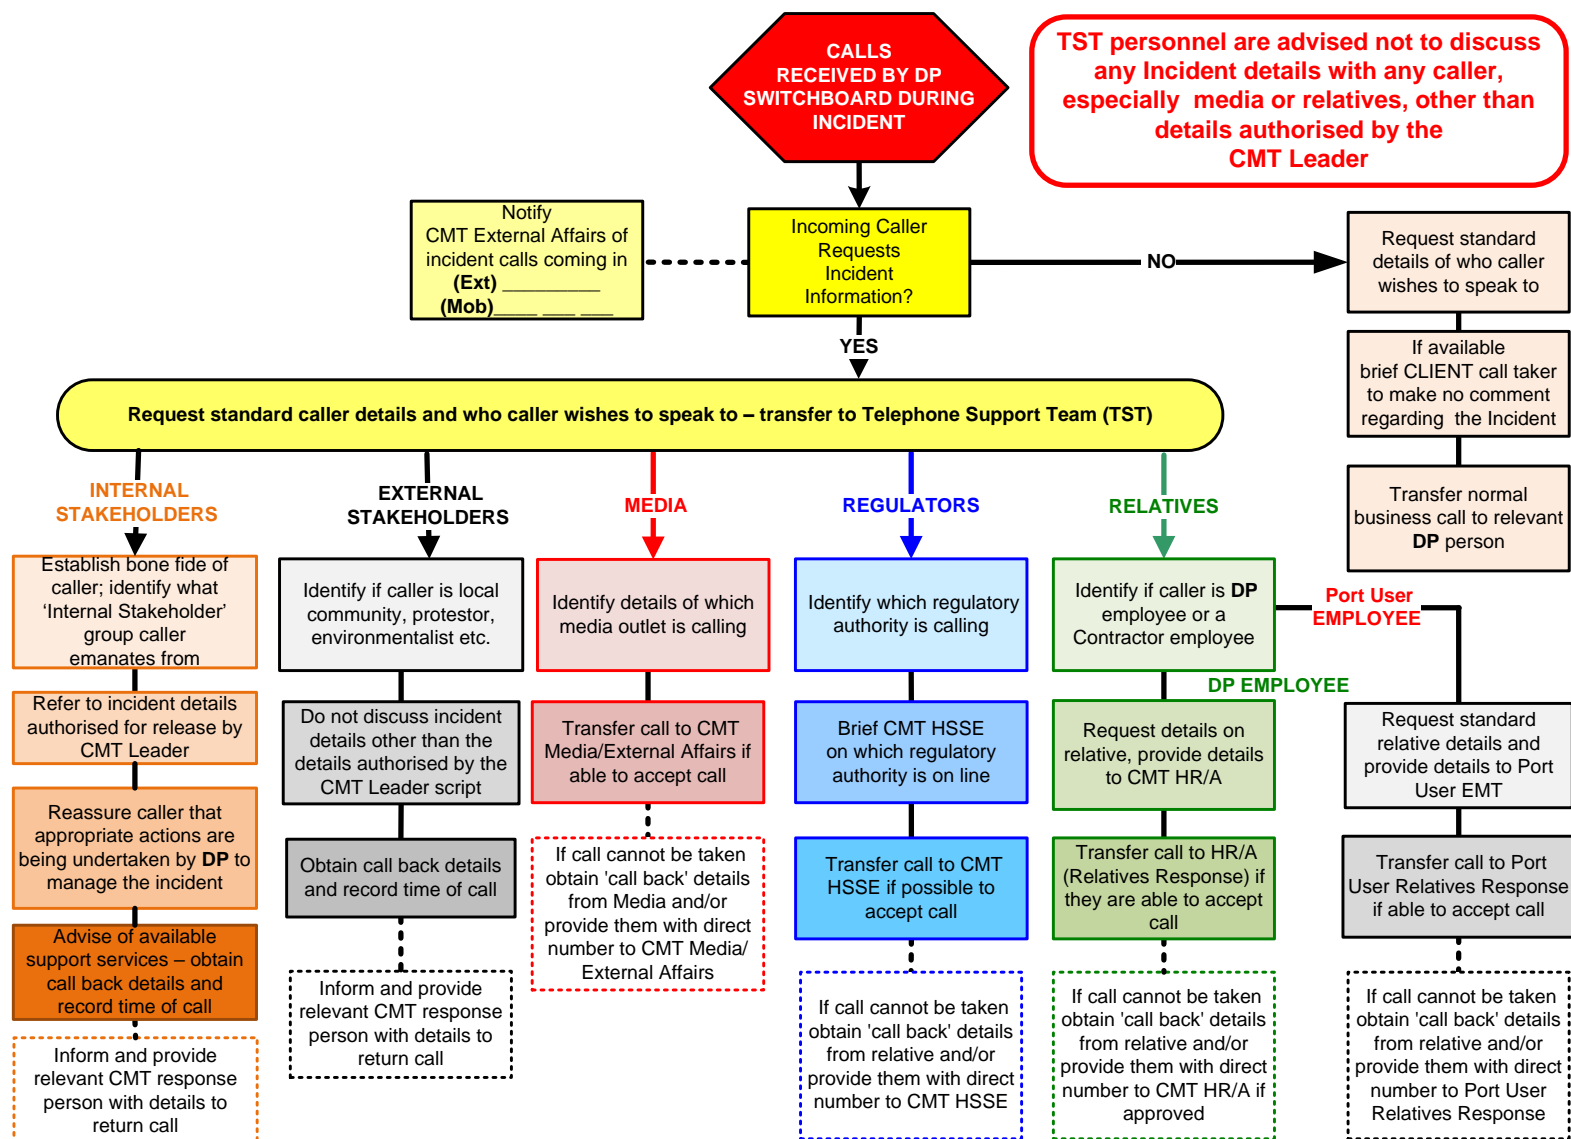 CALLS
RECEIVED BY DP
SWITCHBOARD DURING
INCIDENT
TST personnel are advised not to discuss
any Incident details with any caller,
especially media or relatives, other than
details authorised by the
CMT Leader
Notify
CMT External Affairs of
incident calls coming in
(Ext) _________
(Mob)____ ___ ___
Incoming Caller
Requests
Incident
Information?
NO
Request standard
details of who caller
wishes to speak to
YES
If available
brief CLIENT call taker
to make no comment
regarding the Incident
Request standard caller details and who caller wishes to speak to – transfer to Telephone Support Team (TST)
Transfer normal
business call to relevant
DP person
INTERNAL
STAKEHOLDERS
EXTERNAL
STAKEHOLDERS
MEDIA
REGULATORS
RELATIVES
Establish bone fide of
caller; identify what
‘Internal Stakeholder’
group caller
emanates from
Identify if caller is local
community, protestor,
environmentalist etc.
Identify details of which
media outlet is calling
Identify which regulatory
authority is calling
Identify if caller is DP
employee or a
Contractor employee
Port User
EMPLOYEE
DP EMPLOYEE
Refer to incident details
authorised for release by
CMT Leader
Do not discuss incident
details other than the
details authorised by the
CMT Leader script
Transfer call to CMT
Media/External Affairs if
able to accept call
Brief CMT HSSE
on which regulatory
authority is on line
Request details on
relative, provide details
to CMT HR/A
Request standard
relative details and
provide details to Port
User EMT
Reassure caller that
appropriate actions are
being undertaken by DP to
manage the incident
Obtain call back details
and record time of call
If call cannot be taken
obtain 'call back' details
from Media and/or
provide them with direct
number to CMT Media/
External Affairs
Transfer call to CMT
HSSE if possible to
accept call
Transfer call to HR/A
(Relatives Response) if
they are able to accept
call
Transfer call to Port
User Relatives Response
if able to accept call
Advise of available
support services – obtain
call back details and
record time of call
Inform and provide
relevant CMT response
person with details to
return call
If call cannot be taken
obtain 'call back' details
from relative and/or
provide them with direct
number to CMT HSSE
If call cannot be taken
obtain 'call back' details
from relative and/or
provide them with direct
number to CMT HR/A if
approved
If call cannot be taken
obtain 'call back' details
from relative and/or
provide them with direct
number to Port User
Relatives Response
Inform and provide
relevant CMT response
person with details to
return call